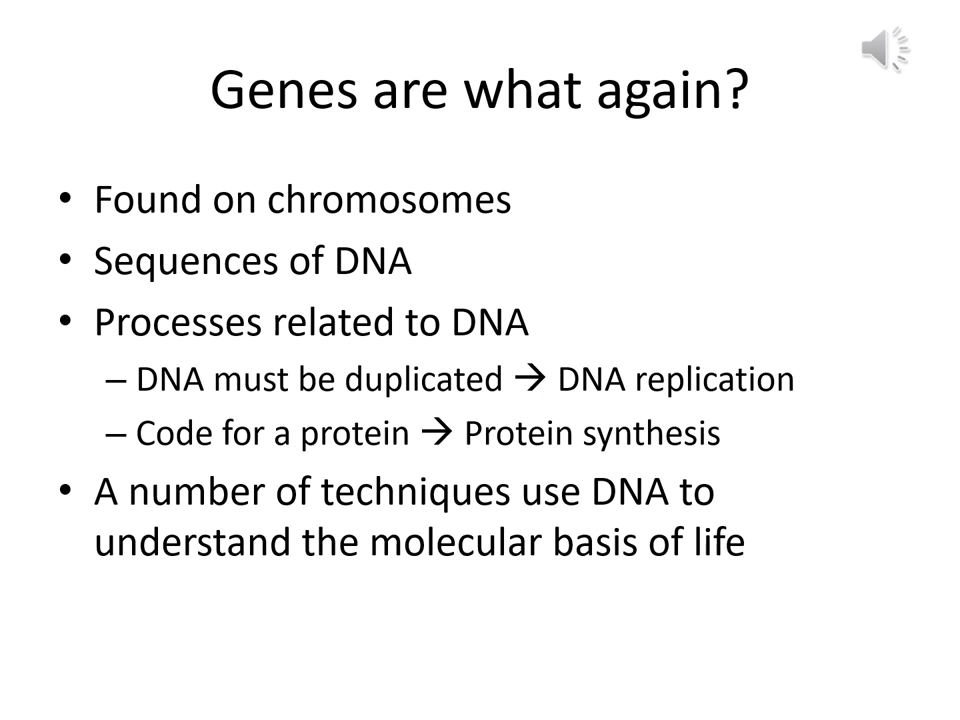 Genes are what again?
• Found on chromosomes
• Sequences of DNA
• Processes related to DNA
– DNA must be duplicated → DNA replication
– Code for a protein → Protein synthesis
• A number of techniques use DNA to
understand the molecular basis of life